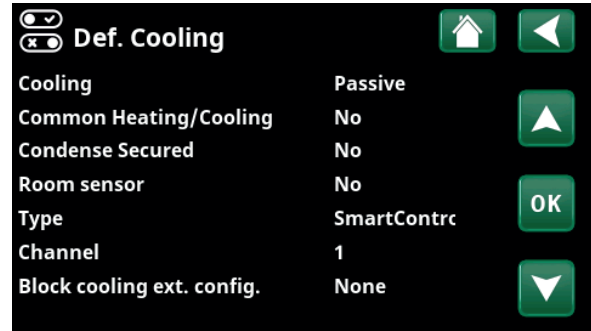 Def. Cooling
Cooling Passive
Common Heating/Cooling No
Condense Secured No
Room sensor No
Type SmartContrc
Channel 1
OK
Block cooling ext. config. None